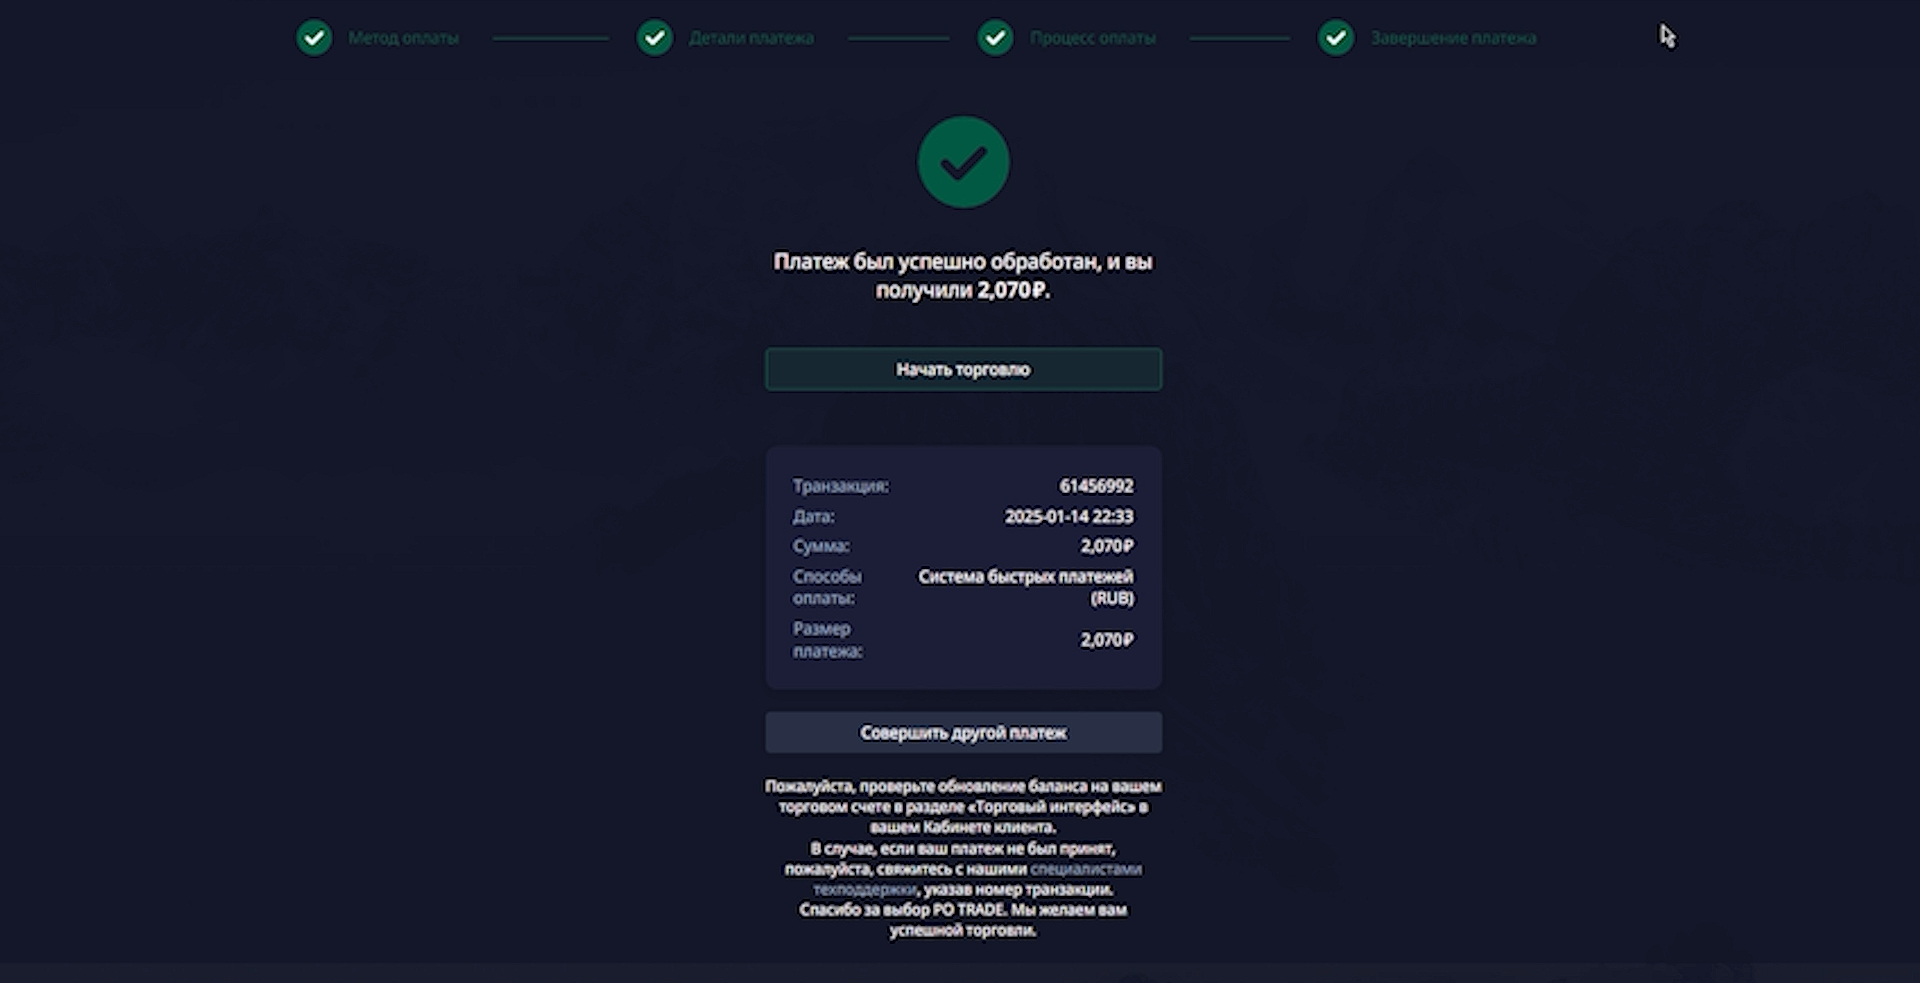 Метод оплаты
Детали платежа
Процесс оплаты
Завершение платежа
Платеж был успешно обработан, и вы
получили 2,070₽.
Начать торговлю
Транзакция: 61456992
Дата: 2025-01-14 22:33
Сумма: 2,070₽
Способы Система быстрых платежей
оплаты: (RUB)
Размер
платежа: 2,070₽
Совершить другой платеж
Пожалуйста, проверьте обновление баланса на вашем
торговом счете в разделе «Торговый интерфейс» в
вашем Кабинете клиента.
В случае, если ваш платеж не был принят,
пожалуйста, свяжитесь с нашими специалистами
техподдержки, указав номер транзакции.
Спасибо за выбор PO TRADE. Мы желаем вам
успешной торговли.